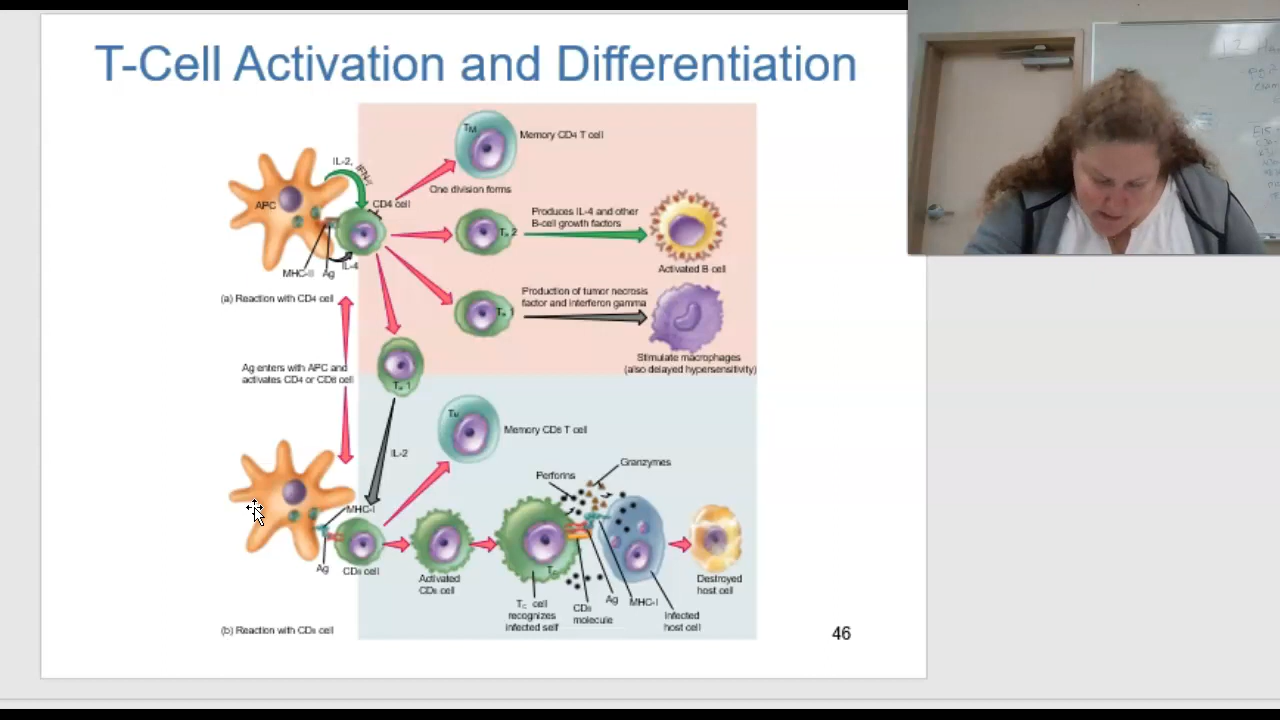 T-Cell Activation and Differentiation
TM
Memory CD4 T cell
IL-2,
One division forms
APC
CD4 cell
Produces IL-4 and other
B-cell growth factors
Activated B cell
IL-4
MHC-II Ag
(a) Reaction with CD4 cell
Production of tumor necrosis
factor and interferon gamma
Stimulate macrophages
(also delayed hypersensitivity)
Ag enters with APC and
activates CD4 or CD8 cell
TM
Memory CD8 T cell
IL-2
Granzymes
Perforins
MHC-I
Ag
CD8 cell
Activated
CD8 cell
TC
TC cell
recognizes
infected self
CD8
molecule
Ag
MHC-I
Infected
host cell
Destroyed
host cell
(b) Reaction with CD8 cell
46